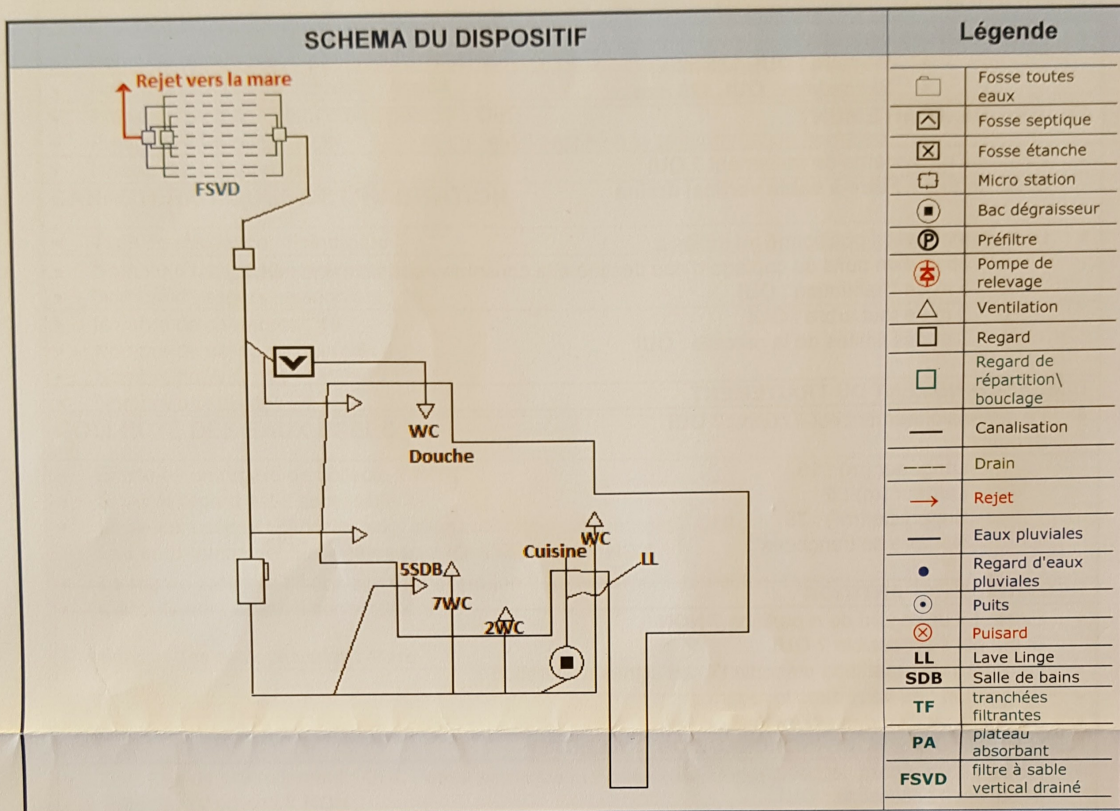 SCHEMA DU DISPOSITIF
Rejet vers la mare
FSVD
WC
Douche
WC
Cuisine
LL
5SDB
7WC
2WC
Légende
Fosse toutes
eaux
Fosse septique
Fosse étanche
Micro station
Bac dégraisseur
P
Préfiltre
Pompe de
relevage
Ventilation
Regard
Regard de
répartition\
bouclage
Canalisation
Drain
Rejet
Eaux pluviales
Regard d'eaux
pluviales
Puits
Puisard
LL Lave Linge
SDB Salle de bains
TF tranchées
filtrantes
PA plateau
absorbant
FSVD filtre à sable
vertical drainé